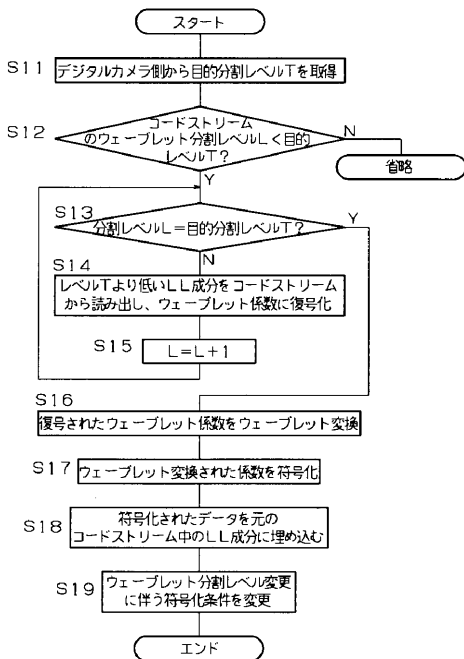 スタート
S11
デジタルカメラ側から目的分割レベルTを取得
S12
コードストリーム
のウェーブレット分割レベルL<目的
レベルT?
N
省略
Y
S13
分割レベルL=目的分割レベルT?
Y
N
S14
レベルTより低いLL成分をコードストリーム
から読み出し、ウェーブレット係数に復号化
S15
L=L+1
S16
復号されたウェーブレット係数をウェーブレット変換
S17
ウェーブレット変換された係数を符号化
S18
符号化されたデータを元の
コードストリーム中のLL成分に埋め込む
S19
ウェーブレット分割レベル変更
に伴う符号化条件を変更
エンド